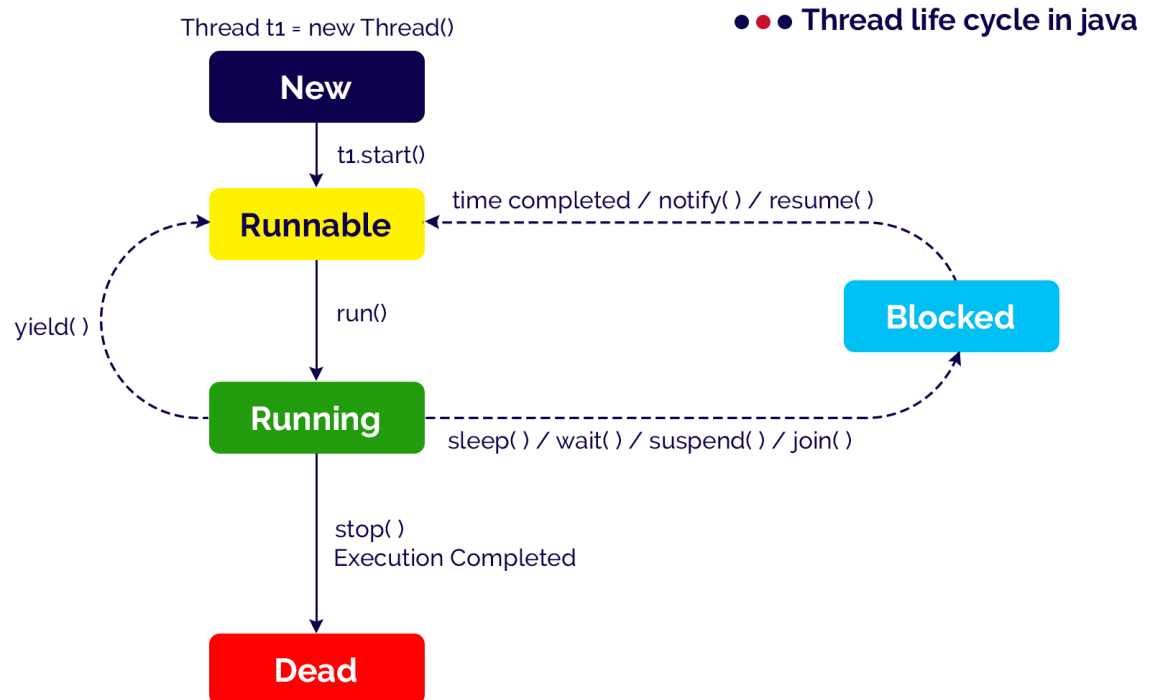 Thread life cycle in java
Thread t1 = new Thread()
New
t1.start()
time completed / notify( ) / resume( )
Runnable
run()
yield( )
Blocked
Running
sleep( ) / wait( ) / suspend( ) / join( )
stop( )
Execution Completed
Dead